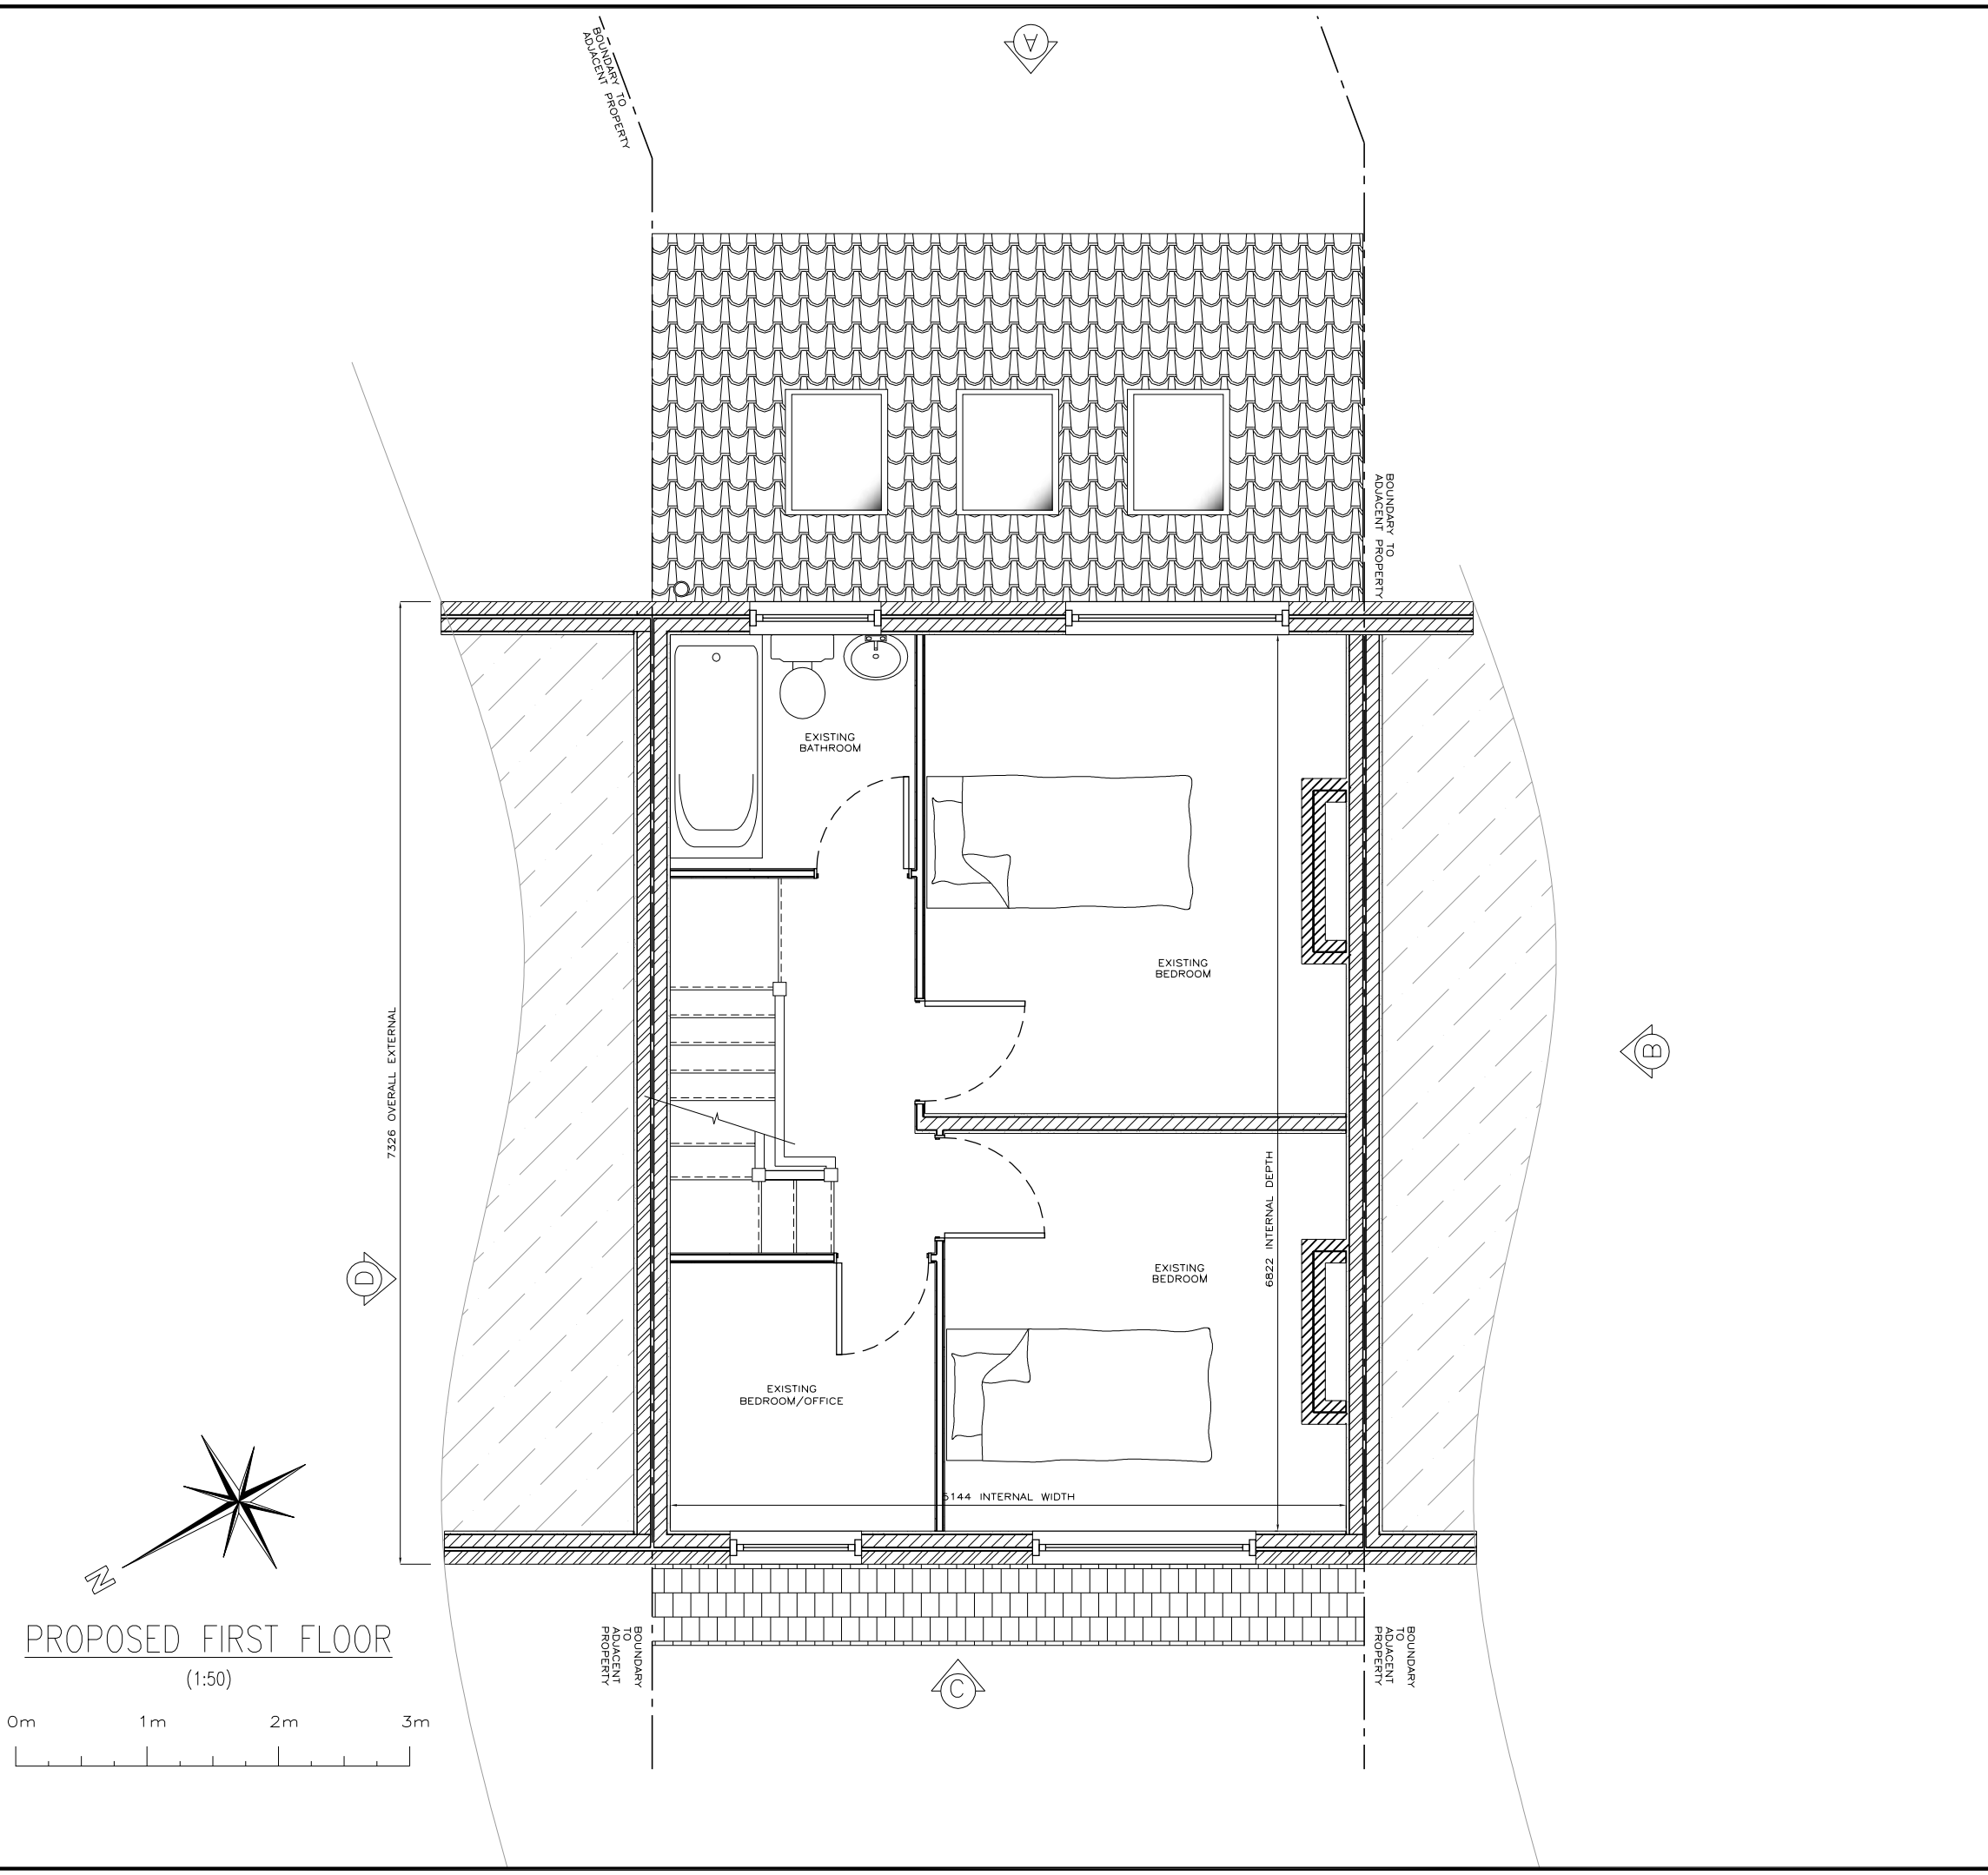 A
BOUNDARY TO
ADJACENT PROPERTY
BOUNDARY TO
ADJACENT PROPERTY
EXISTING
BATHROOM
EXISTING
BEDROOM
7326 OVERALL EXTERNAL
B
6822 INTERNAL DEPTH
D
EXISTING
BEDROOM
EXISTING
BEDROOM/OFFICE
5144 INTERNAL WIDTH
N
PROPOSED FIRST FLOOR
(1:50)
0m 1m 2m 3m
BOUNDARY
TO
ADJACENT
PROPERTY
C
BOUNDARY
TO
ADJACENT
PROPERTY